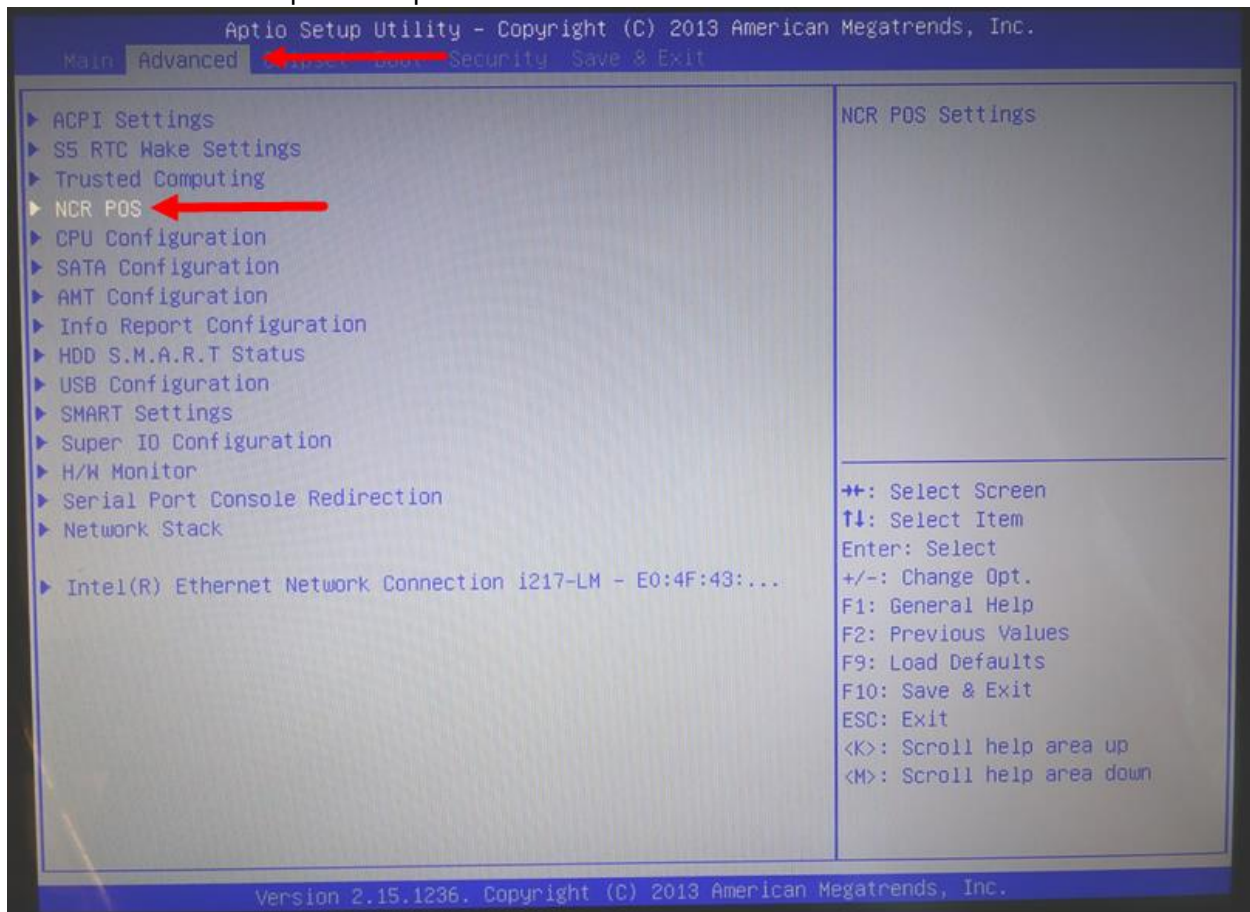 Aptio Setup Utility - Copyright (C) 2013 American Megatrends, Inc.
Main Advanced Boot Security Save & Exit
ACPI Settings
S5 RTC Wake Settings
Trusted Computing
NCR POS
CPU Configuration
SATA Configuration
AMT Configuration
Info Report Configuration
HDD S.M.A.R.T Status
USB Configuration
SMART Settings
Super IO Configuration
H/W Monitor
Serial Port Console Redirection
Network Stack
Intel(R) Ethernet Network Connection i217-LM - E0:4F:43:...
NCR POS Settings
→←: Select Screen
↑↓: Select Item
Enter: Select
+/-: Change Opt.
F1: General Help
F2: Previous Values
F9: Load Defaults
F10: Save & Exit
ESC: Exit
<K>: Scroll help area up
<M>: Scroll help area down
Version 2.15.1236. Copyright (C) 2013 American Megatrends, Inc.